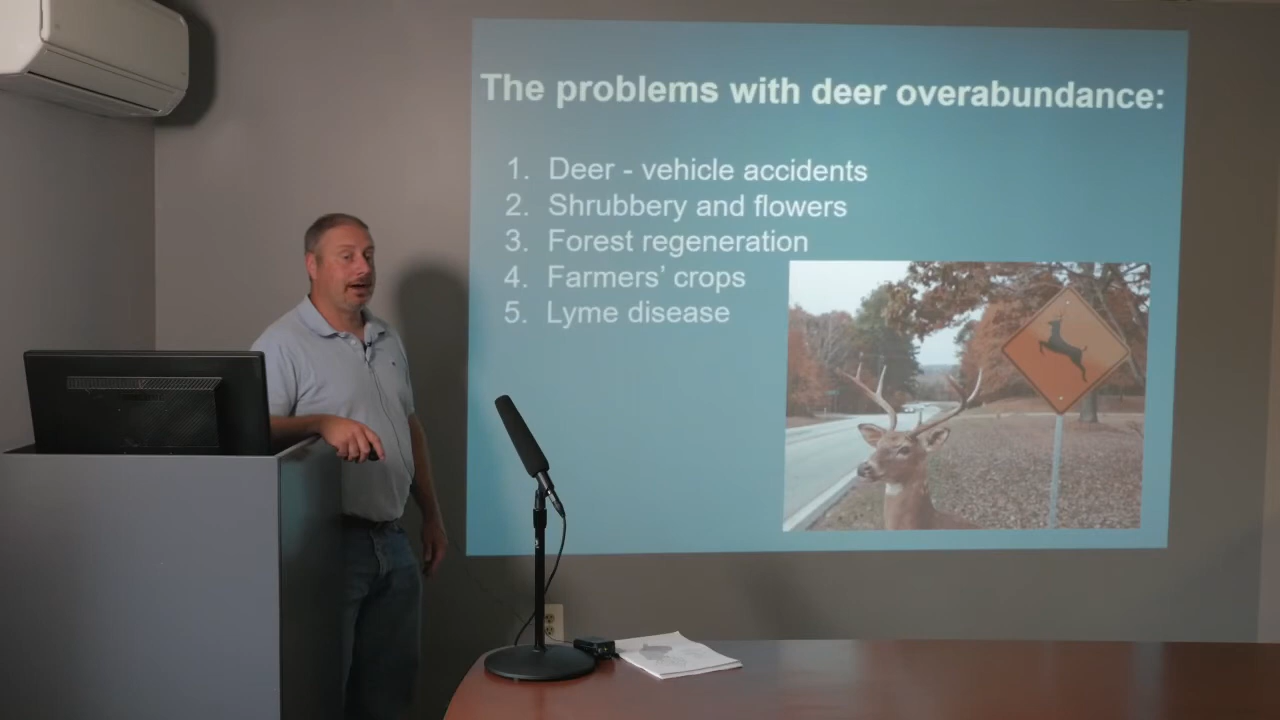 The problems with deer overabundance:
1. Deer - vehicle accidents
2. Shrubbery and flowers
3. Forest regeneration
4. Farmers’ crops
5. Lyme disease